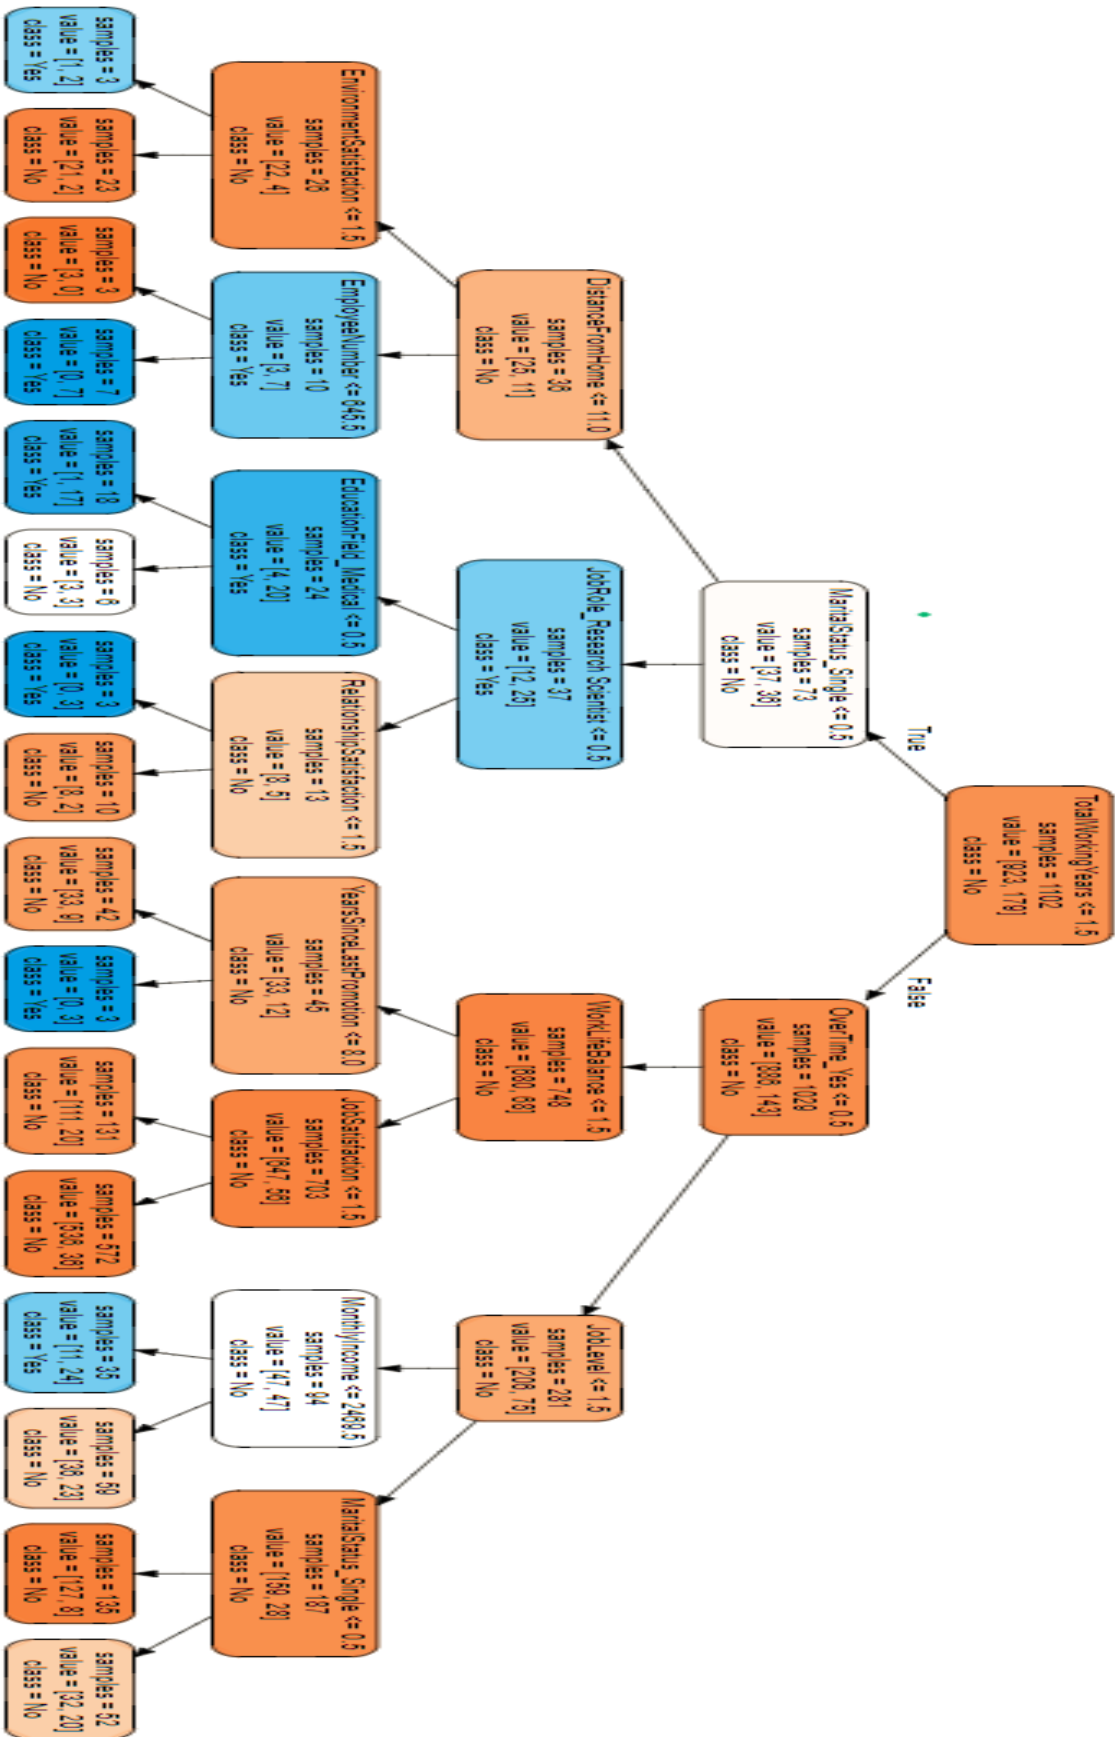 TotalWorkingYears <= 1.5
samples = 1102
value = [923, 179]
class = No
True
False
MaritalStatus_Single <= 0.5
samples = 73
value = [37, 36]
class = No
OverTime_Yes <= 0.5
samples = 1029
value = [886, 143]
class = No
DistanceFromHome <= 11.0
samples = 36
value = [25, 11]
class = No
JobRole_Research Scientist <= 0.5
samples = 37
value = [12, 25]
class = Yes
WorkLifeBalance <= 1.5
samples = 748
value = [680, 68]
class = No
JobLevel <= 1.5
samples = 281
value = [206, 75]
class = No
EnvironmentSatisfaction <= 1.5
samples = 26
value = [22, 4]
class = No
EmployeeNumber <= 645.5
samples = 10
value = [3, 7]
class = Yes
EducationField_Medical <= 0.5
samples = 24
value = [4, 20]
class = Yes
RelationshipSatisfaction <= 1.5
samples = 13
value = [8, 5]
class = No
YearsSinceLastPromotion <= 8.0
samples = 45
value = [33, 12]
class = No
JobSatisfaction <= 1.5
samples = 703
value = [647, 56]
class = No
MonthlyIncome <= 2469.5
samples = 94
value = [47, 47]
class = No
MaritalStatus_Single <= 0.5
samples = 187
value = [159, 28]
class = No
samples = 3
value = [1, 2]
class = Yes
samples = 23
value = [21, 2]
class = No
samples = 3
value = [3, 0]
class = No
samples = 7
value = [0, 7]
class = Yes
samples = 18
value = [1, 17]
class = Yes
samples = 6
value = [3, 3]
class = No
samples = 3
value = [0, 3]
class = Yes
samples = 10
value = [8, 2]
class = No
samples = 42
value = [33, 9]
class = No
samples = 3
value = [0, 3]
class = Yes
samples = 131
value = [111, 20]
class = No
samples = 572
value = [536, 36]
class = No
samples = 35
value = [11, 24]
class = Yes
samples = 59
value = [36, 23]
class = No
samples = 135
value = [127, 8]
class = No
samples = 52
value = [32, 20]
class = No